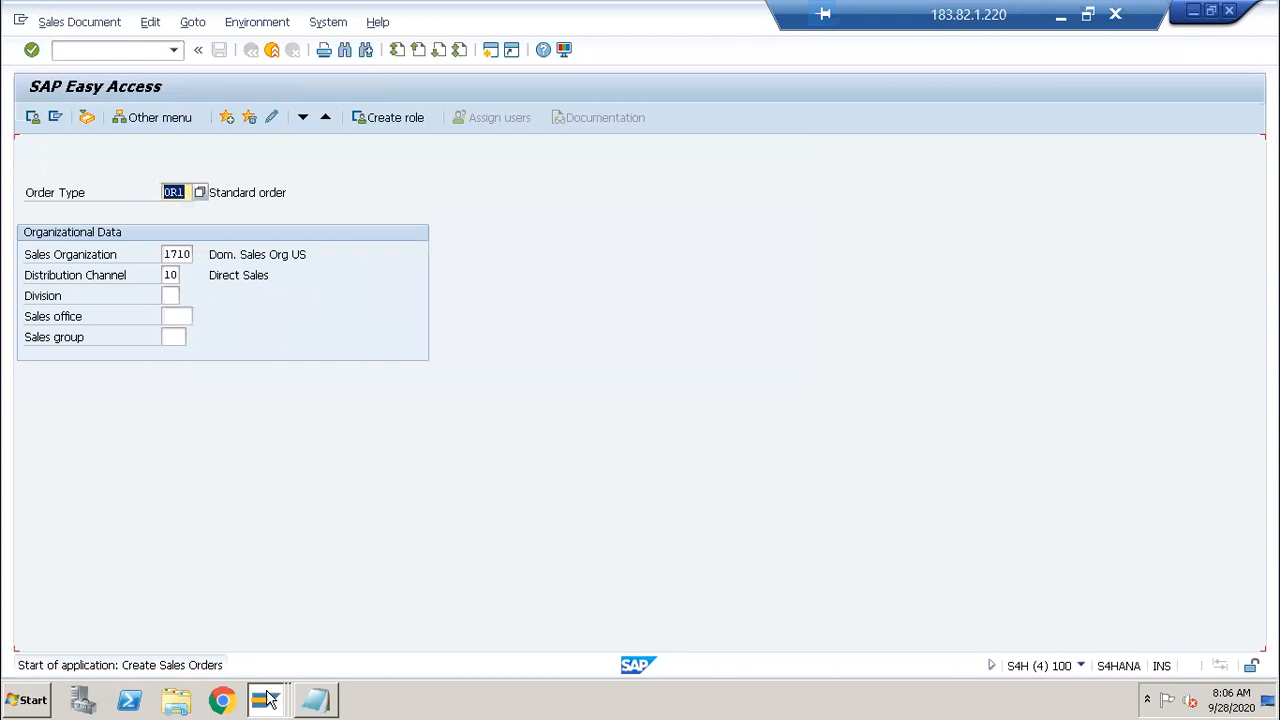 Sales Document Edit Goto Environment System Help
183.82.1.220
SAP Easy Access
Other menu Create role Assign users Documentation
Order Type OR1 Standard order
Organizational Data
Sales Organization 1710 Dom. Sales Org US
Distribution Channel 10 Direct Sales
Division
Sales office
Sales group
Start of application: Create Sales Orders
SAP
S4H (4) 100 S4HANA INS
Start
8:06 AM
9/28/2020